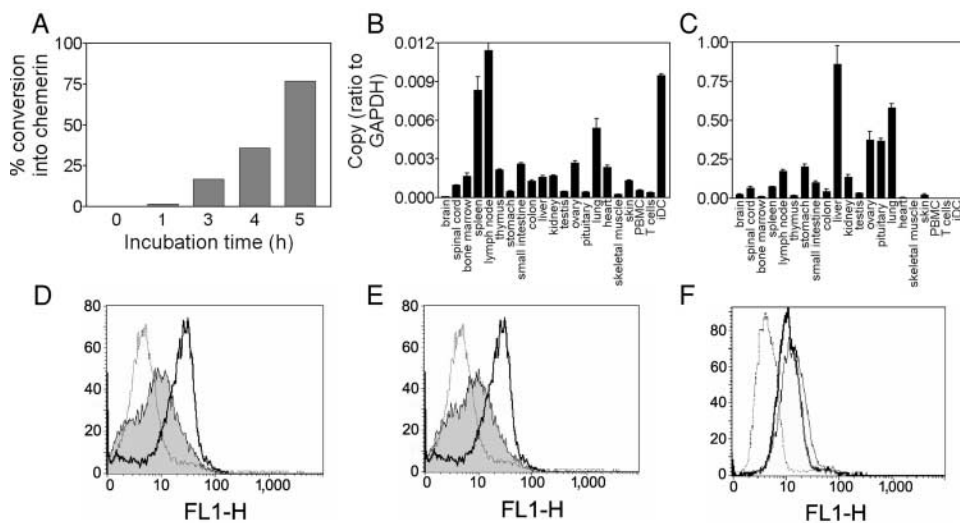 A
% conversion
into chemerin
100
75
50
25
0
0 1 3 4 5
Incubation time (h)
B
Copy (ratio to
GAPDH)
0.012
0.009
0.006
0.003
0.000
brain
spinal cord
bone marrow
spleen
lymph node
thymus
stomach
small intestine
colon
liver
kidney
testis
ovary
pituitary
lung
heart
skeletal muscle
skin
PBMC
T cells
iDC
C
1.00
0.75
0.50
0.25
0.00
brain
spinal cord
bone marrow
spleen
lymph node
thymus
stomach
small intestine
colon
liver
kidney
testis
ovary
pituitary
lung
heart
skeletal muscle
skin
PBMC
T cells
iDC
D
80
60
40
20
0
0 10 100 1,000
FL1-H
E
80
60
40
20
0
0 10 100 1,000
FL1-H
F
80
60
40
20
0
0 10 100 1,000
FL1-H